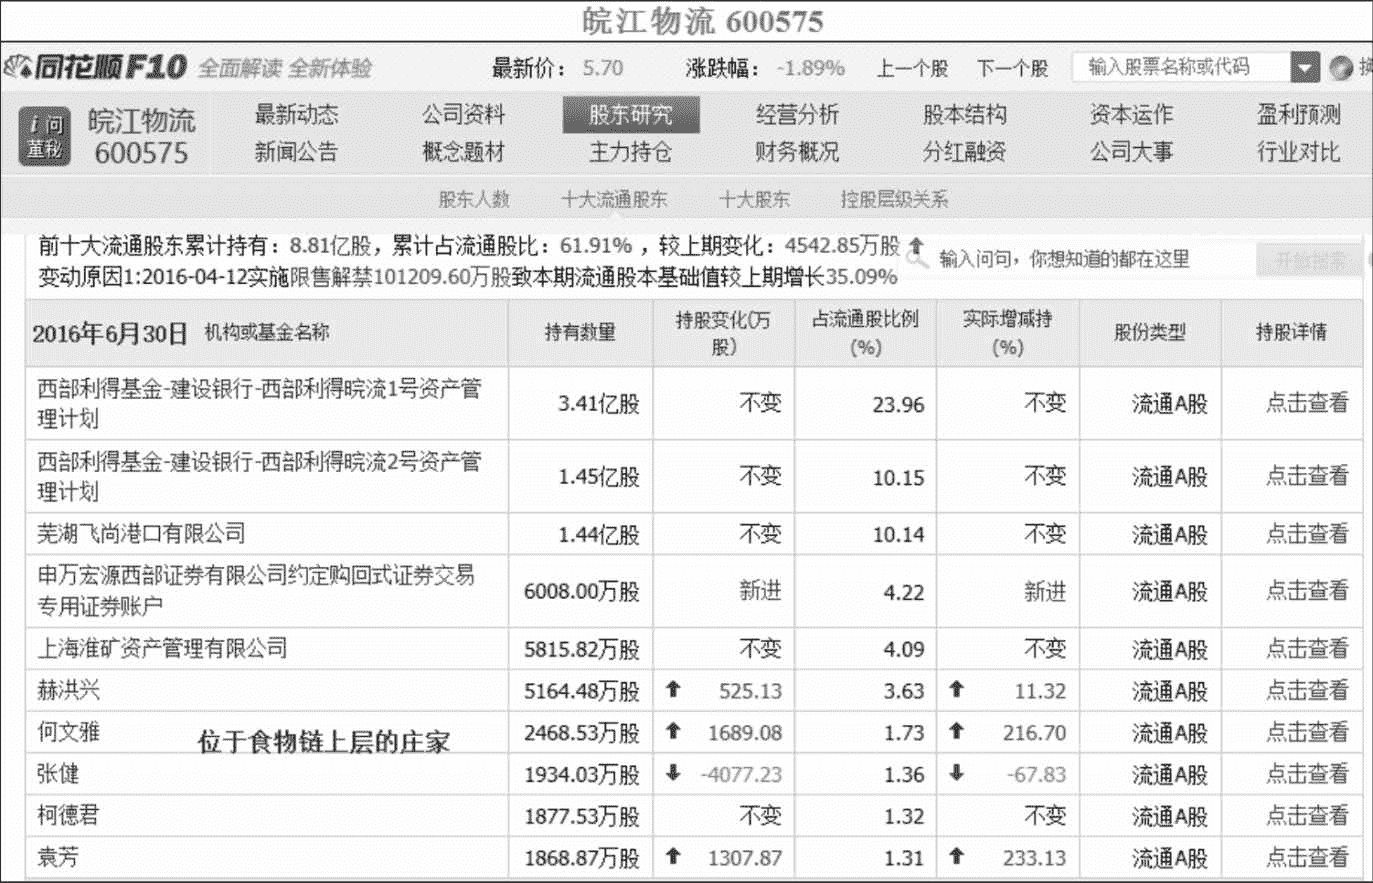 皖江物流 600575
同花顺F10 全面解读 全新体验 最新价: 5.70 涨跌幅: -1.89% 上一个股 下一个股 输入股票名称或代码 换
i问董秘 皖江物流 600575
最新动态 公司资料 股东研究 经营分析 股本结构 资本运作 盈利预测
新闻公告 概念题材 主力持仓 财务概况 分红融资 公司大事 行业对比
股东人数 十大流通股东 十大股东 控股层级关系
前十大流通股东累计持有: 8.81亿股, 累计占流通股比: 61.91% , 较上期变化: 4542.85万股 ↑
输入问句, 你想知道的都在这里
变动原因1:2016-04-12实施限售解禁101209.60万股致本期流通股本基础值较上期增长35.09%
2016年6月30日 机构或基金名称 持有数量 持股变化(万股) 占流通股比例(%) 实际增减持(%) 股份类型 持股详情
西部利得基金-建设银行-西部利得皖流1号资产管
理计划 3.41亿股 不变 23.96 不变 流通A股 点击查看
西部利得基金-建设银行-西部利得皖流2号资产管
理计划 1.45亿股 不变 10.15 不变 流通A股 点击查看
芜湖飞尚港口有限公司 1.44亿股 不变 10.14 不变 流通A股 点击查看
申万宏源西部证券有限公司约定购回式证券交易
专用证券账户 6008.00万股 新进 4.22 新进 流通A股 点击查看
上海淮矿资产管理有限公司 5815.82万股 不变 4.09 不变 流通A股 点击查看
赫洪兴 5164.48万股 ↑ 525.13 3.63 ↑ 11.32 流通A股 点击查看
何文雅 2468.53万股 ↑ 1689.08 1.73 ↑ 216.70 流通A股 点击查看
位于食物链上层的庄家
张健 1934.03万股 ↓ -4077.23 1.36 ↓ -67.83 流通A股 点击查看
柯德君 1877.53万股 不变 1.32 不变 流通A股 点击查看
袁芳 1868.87万股 ↑ 1307.87 1.31 ↑ 233.13 流通A股 点击查看